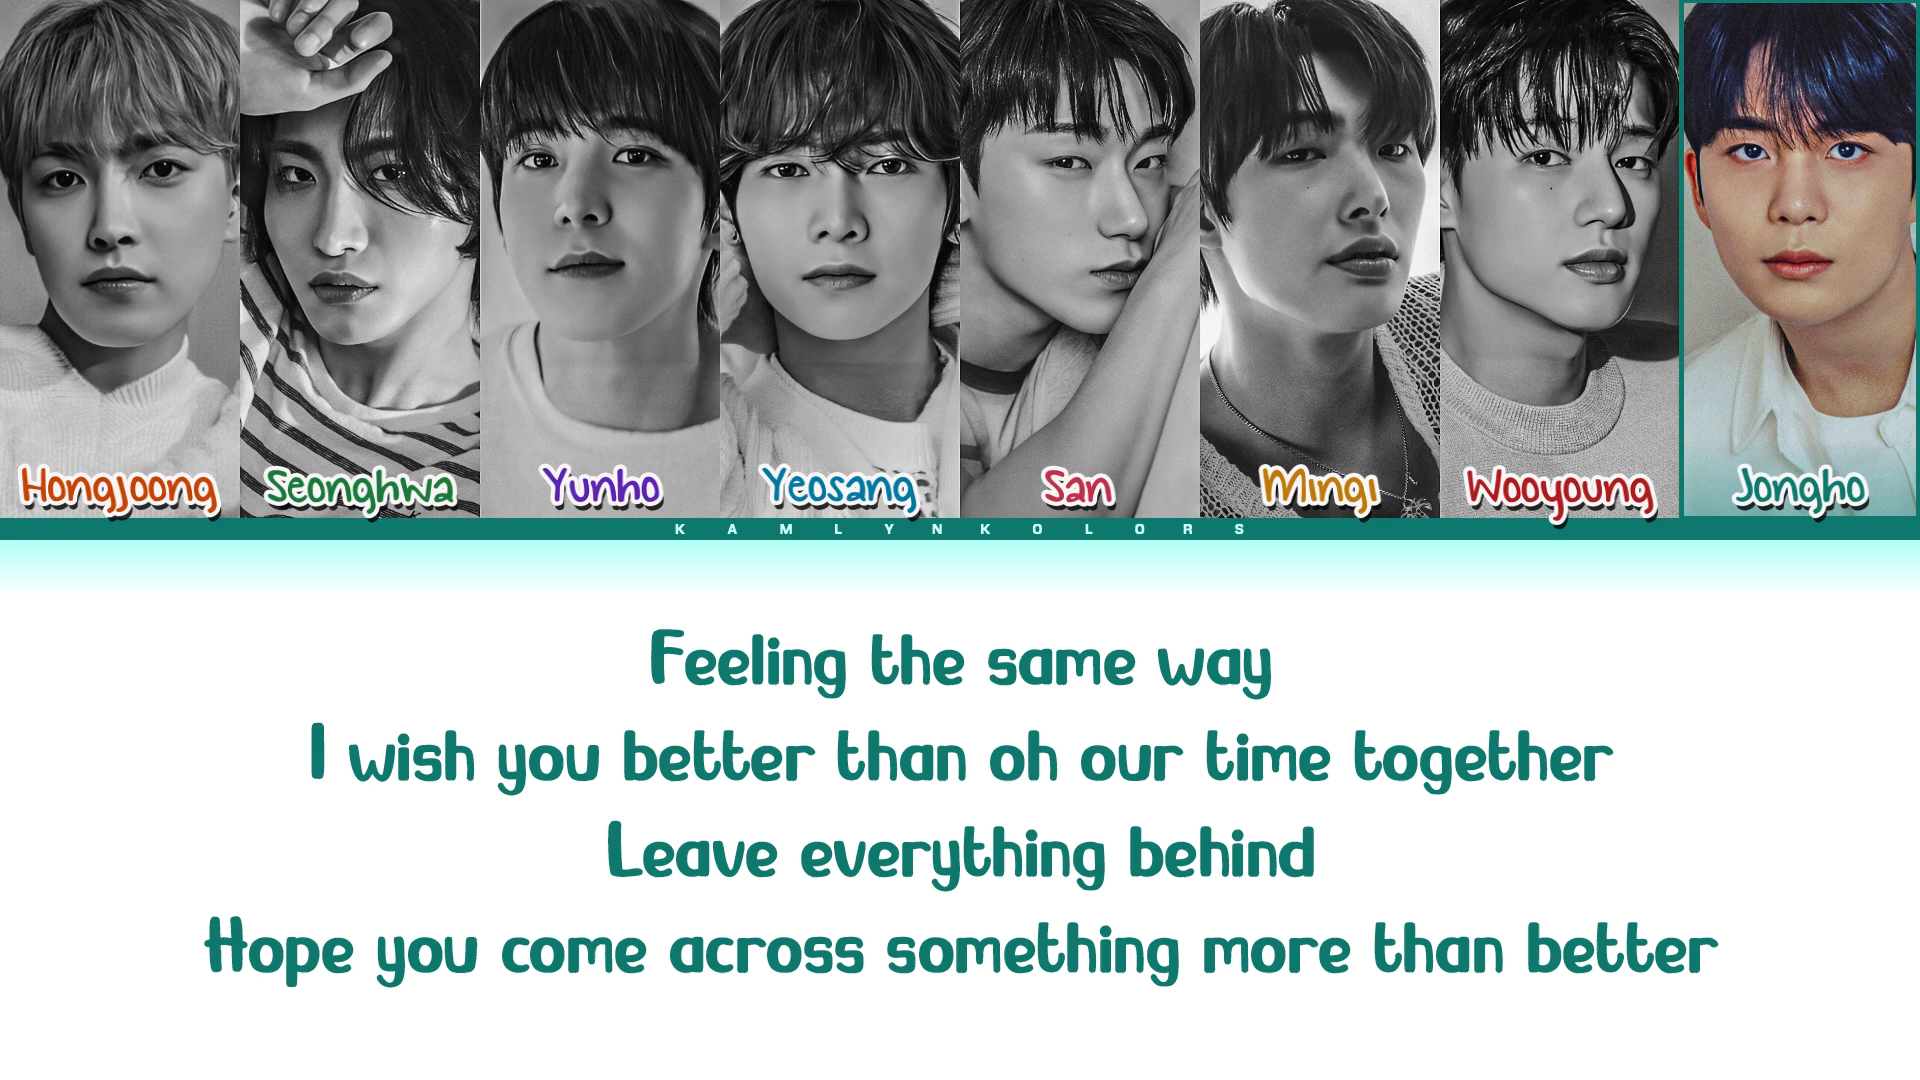 Hongjoong
Seonghwa
Yunho
Yeosang
San
Mingi
Wooyoung
Jongho
KAMLYNKOLORS
Feeling the same way
I wish you better than oh our time together
Leave everything behind
Hope you come across something more than better